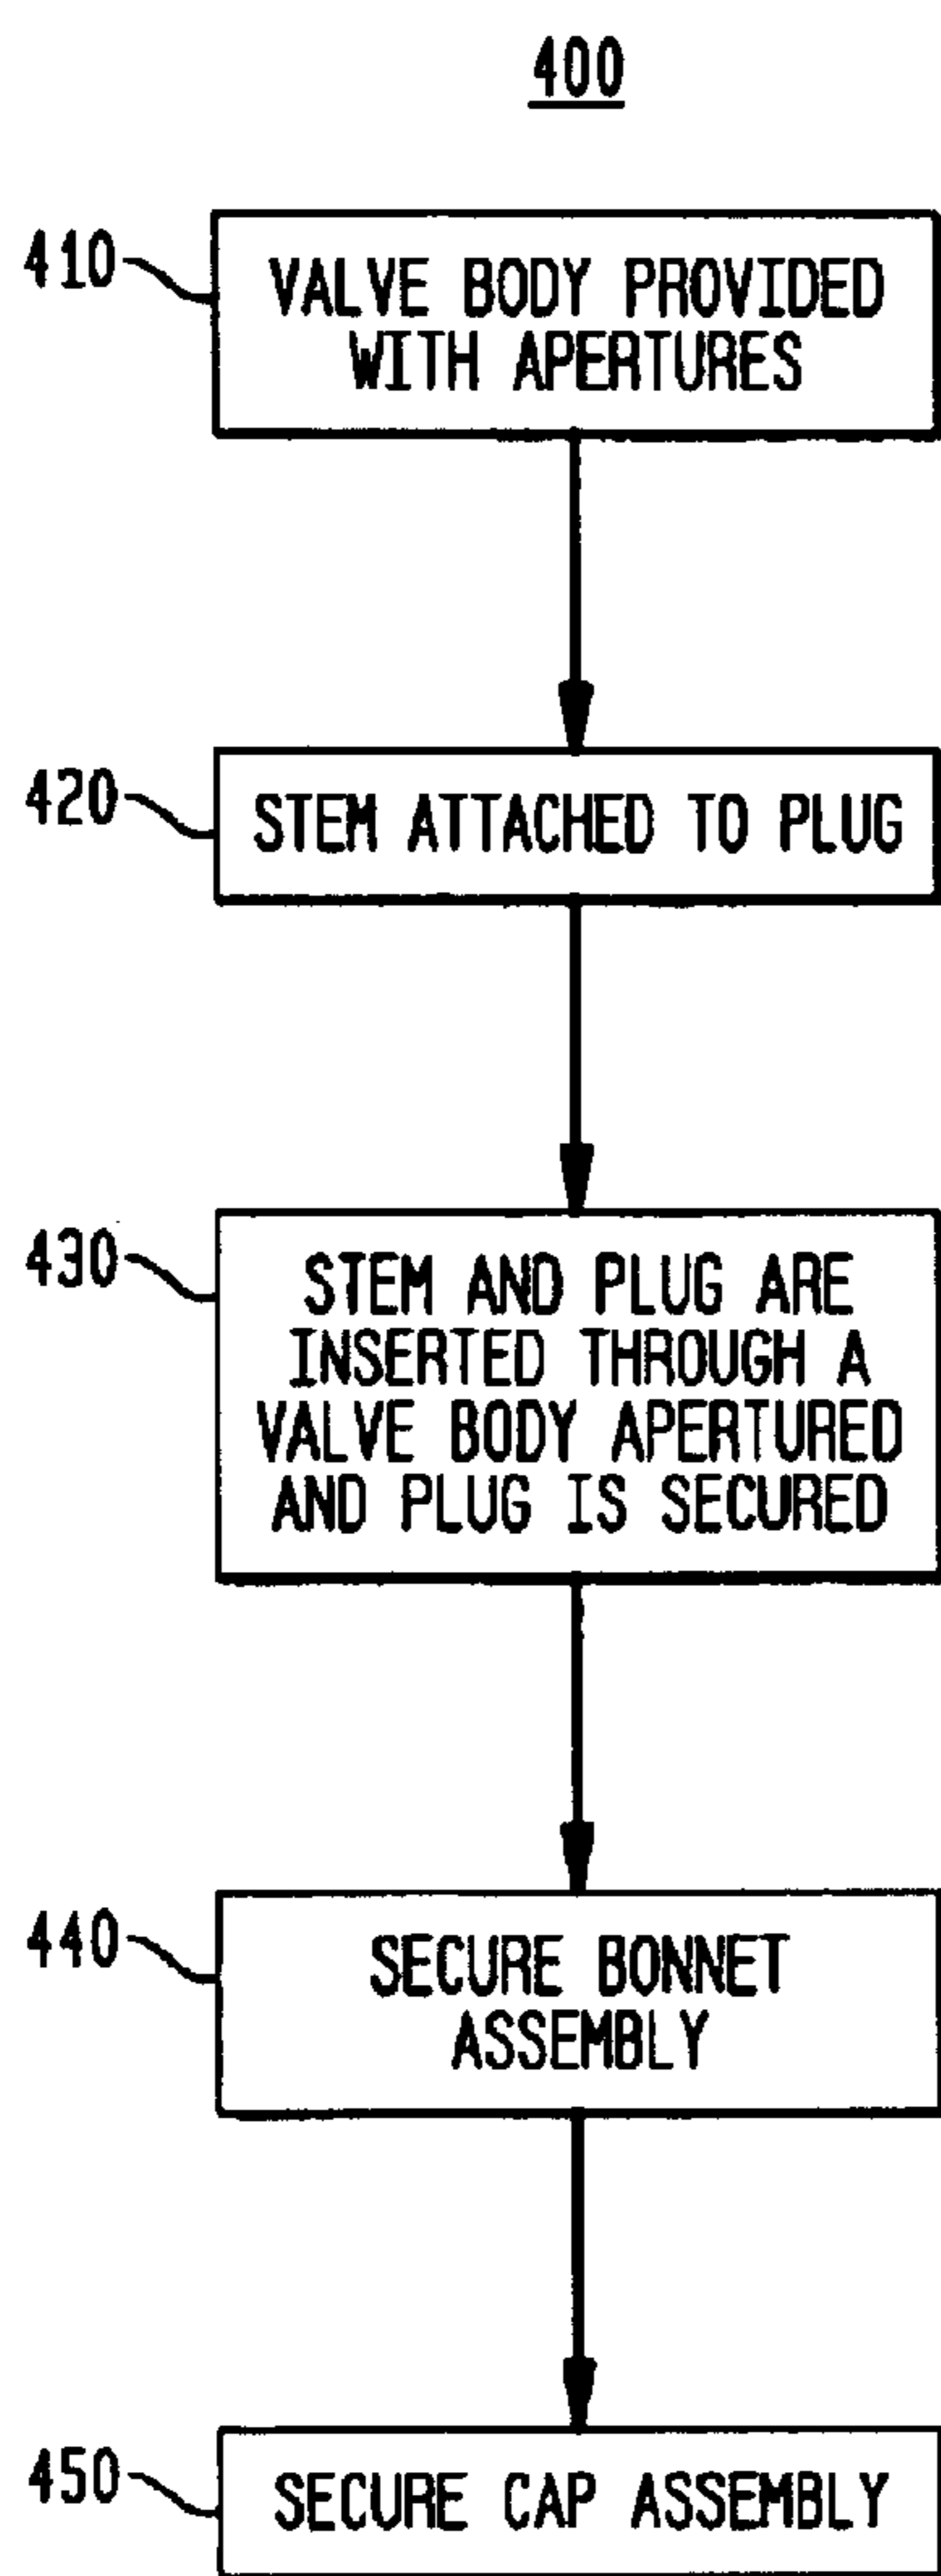 400
410
VALVE BODY PROVIDED
WITH APERTURES
420
STEM ATTACHED TO PLUG
430
STEM AND PLUG ARE
INSERTED THROUGH A
VALVE BODY APERTURED
AND PLUG IS SECURED
440
SECURE BONNET
ASSEMBLY
450
SECURE CAP ASSEMBLY